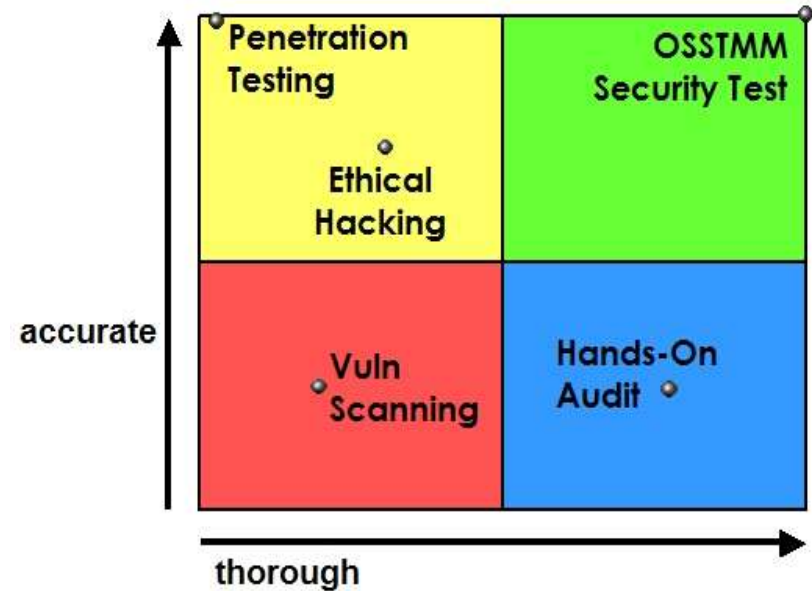 Penetration
Testing
OSSTMM
Security Test
Ethical
Hacking
accurate
Vuln
Scanning
Hands-On
Audit
thorough